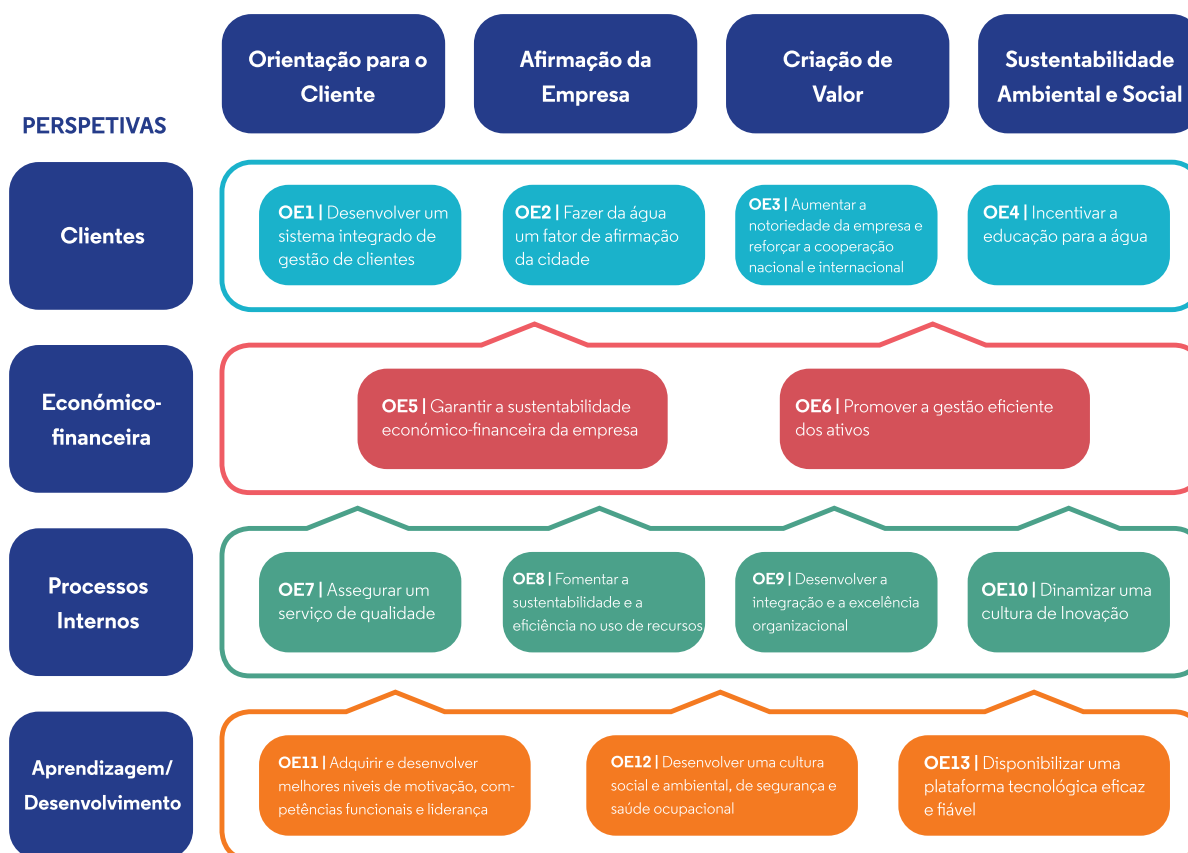 Orientação para o
Cliente
Afirmação da
Empresa
Criação de
Valor
Sustentabilidade
Ambiental e Social
PERSPETIVAS
Clientes
OE1 | Desenvolver um
sistema integrado de
gestão de clientes
OE2 | Fazer da água
um fator de afirmação
da cidade
OE3 | Aumentar a
notoriedade da empresa e
reforçar a cooperação
nacional e internacional
OE4 | Incentivar a
educação para a água
Económico-
financeira
OE5 | Garantir a sustentabilidade
económico-financeira da empresa
OE6 | Promover a gestão eficiente
dos ativos
Processos
Internos
OE7 | Assegurar um
serviço de qualidade
OE8 | Fomentar a
sustentabilidade e a
eficiência no uso de recursos
OE9 | Desenvolver a
integração e a excelência
organizacional
OE10 | Dinamizar uma
cultura de Inovação
Aprendizagem/
Desenvolvimento
OE11 | Adquirir e desenvolver
melhores niveis de motivação, com-
petências funcionais e liderança
OE12 | Desenvolver uma cultura
social e ambiental, de segurança e
saúde ocupacional
OE13 | Disponibilizar uma
plataforma tecnológica eficaz
e fiável